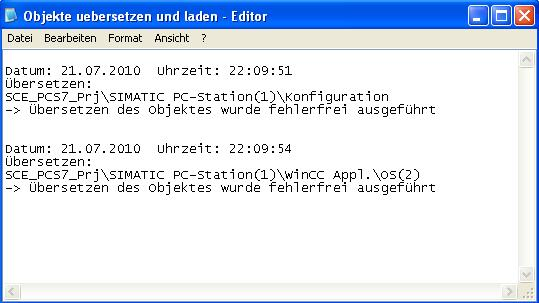 Objekte uebersetzen und laden - Editor
Datei Bearbeiten Format Ansicht ?
Datum: 21.07.2010  Uhrzeit: 22:09:51
Übersetzen:
SCE_PCS7_Prj\SIMATIC PC-Station(1)\Konfiguration
-> Übersetzen des Objektes wurde fehlerfrei ausgeführt
Datum: 21.07.2010  Uhrzeit: 22:09:54
Übersetzen:
SCE_PCS7_Prj\SIMATIC PC-Station(1)\WinCC Appl.\OS(2)
-> Übersetzen des Objektes wurde fehlerfrei ausgeführt